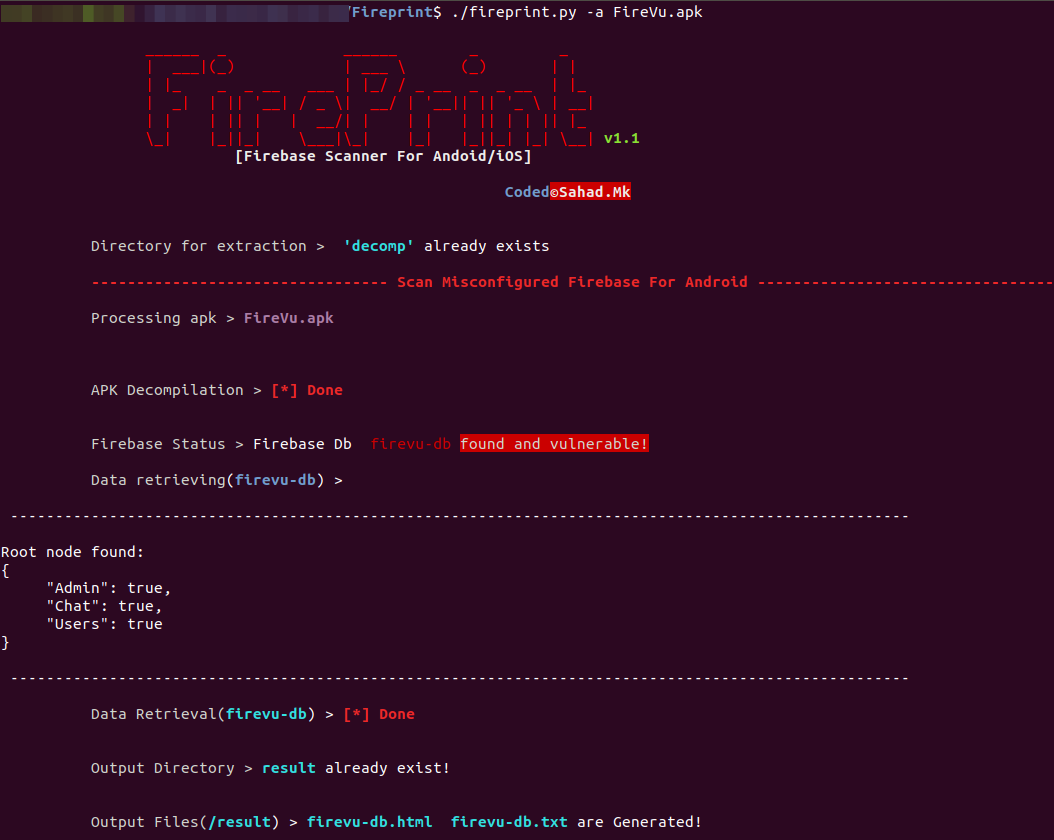 /Fireprint$ ./fireprint.py -a FireVu.apk
FirePrint
v1.1
[Firebase Scanner For Andoid/iOS]
Coded©Sahad.Mk
Directory for extraction > 'decomp' already exists
--------------------------------- Scan Misconfigured Firebase For Android ---------------------------------
Processing apk > FireVu.apk
APK Decompilation > [*] Done
Firebase Status > Firebase Db firevu-db found and vulnerable!
Data retrieving(firevu-db) >
----------------------------------------------------------------------------------------------------
Root node found:
{
"Admin": true,
"Chat": true,
"Users": true
}
----------------------------------------------------------------------------------------------------
Data Retrieval(firevu-db) > [*] Done
Output Directory > result already exist!
Output Files(/result) > firevu-db.html firevu-db.txt are Generated!